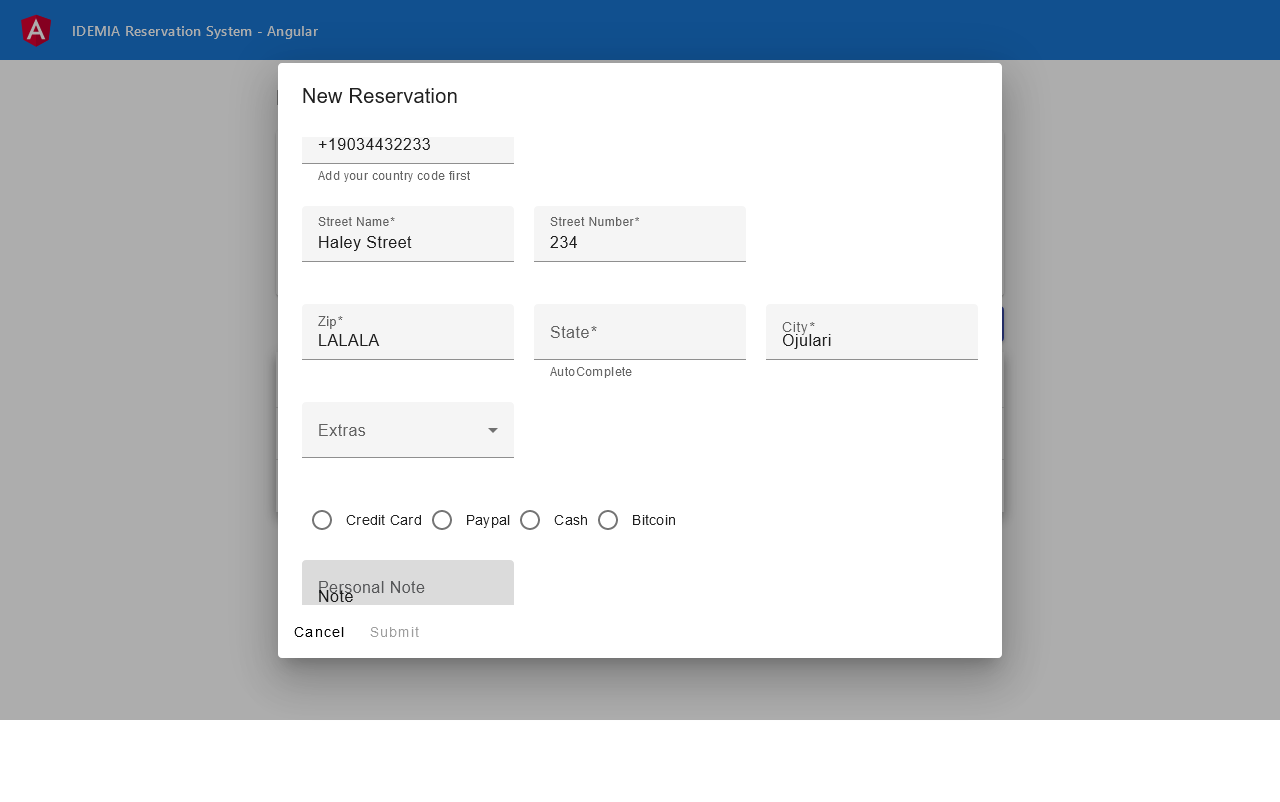 IDEMIA Reservation System - Angular
New Reservation
+19034432233
Add your country code first
Street Name*
Haley Street
Street Number*
234
Zip*
LALALA
State*
AutoComplete
City*
Ojulari
Extras
Credit Card
Paypal
Cash
Bitcoin
Personal Note
Note
Cancel
Submit